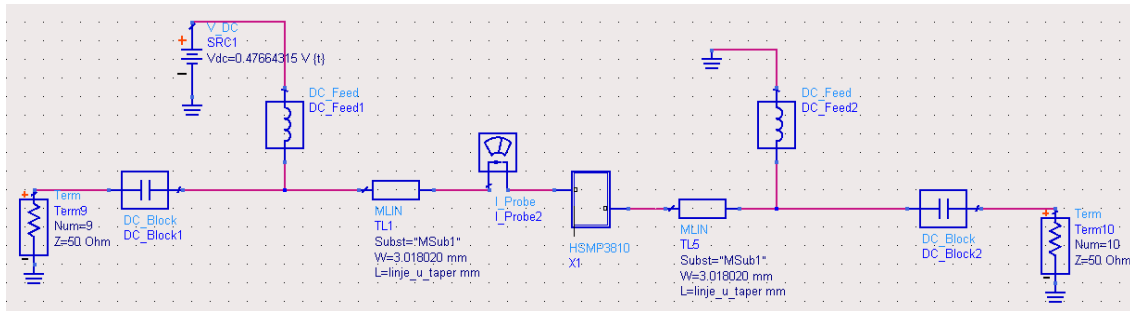 V_DC
SRC1
Vdc=0.47664315 V {t}
DC_Feed
DC_Feed1
DC_Feed
DC_Feed2
Term
Term9
Num=9
Z=50 Ohm
DC_Block
DC_Block1
MLIN
TL1
Subst="MSub1"
W=3.018020 mm
L=linje_u_taper mm
I_Probe
I_Probe2
HSMP3810
X1
MLIN
TL5
Subst="MSub1"
W=3.018020 mm
L=linje_u_taper mm
DC_Block
DC_Block2
Term
Term10
Num=10
Z=50 Ohm